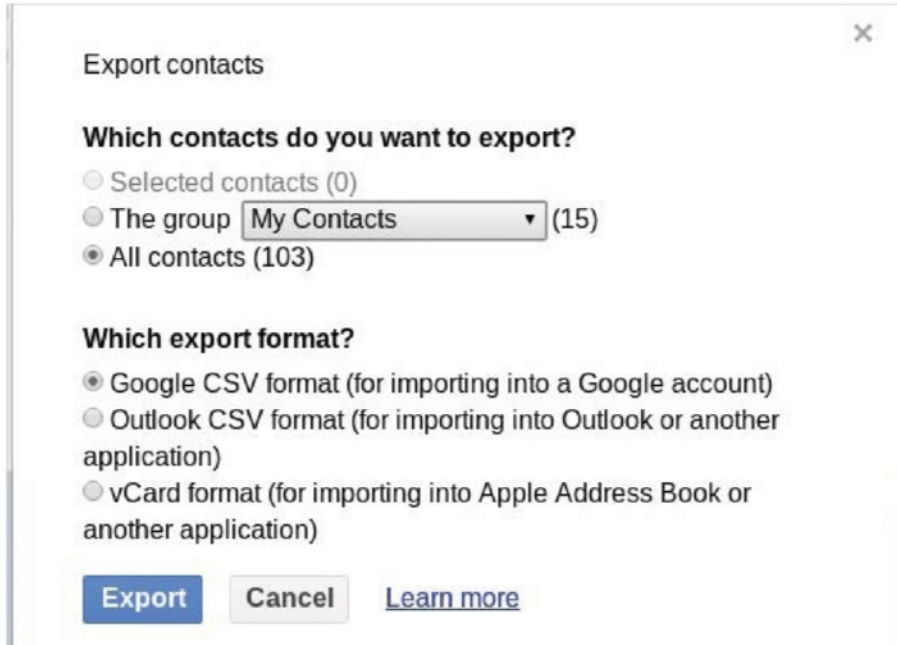 Export contacts
Which contacts do you want to export?
Selected contacts (0)
The group My Contacts (15)
All contacts (103)
Which export format?
Google CSV format (for importing into a Google account)
Outlook CSV format (for importing into Outlook or another
application)
vCard format (for importing into Apple Address Book or
another application)
Export Cancel Learn more